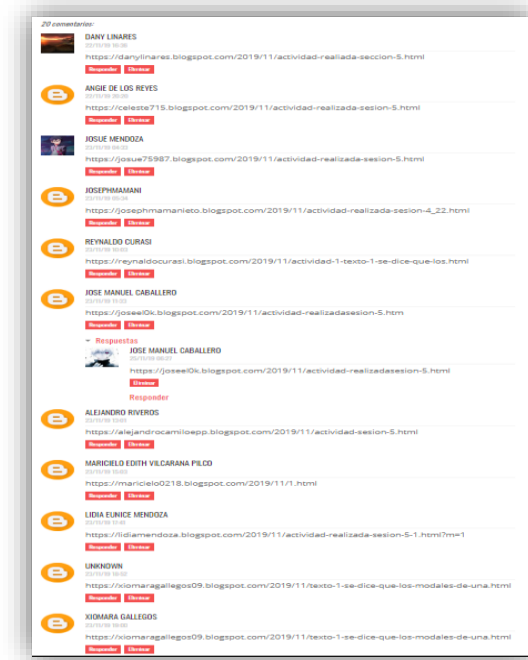 20 comentarios:
DANY LINARES
https://danylinares.blogspot.com/2019/11/actividad-realiada-seccion-5.html
Responder Eliminar
ANGIE DE LOS REYES
https://celeste715.blogspot.com/2019/11/actividad-realizada-sesion-5.html
Responder Eliminar
JOSUE MENDOZA
https://josue75987.blogspot.com/2019/11/actividad-realizada-sesion-5.html
Responder Eliminar
JOSEPHMAMANI
https://josephmamanieto.blogspot.com/2019/11/actividad-realizada-sesion-4_22.html
Responder Eliminar
REYNALDO CURASI
https://reynaldocurasi.blogspot.com/2019/11/actividad-1-texto-1-se-dice-que-los.html
Responder Eliminar
JOSE MANUEL CABALLERO
https://joseel0k.blogspot.com/2019/11/actividad-realizadasesion-5.htm
Responder Eliminar
Respuestas
JOSE MANUEL CABALLERO
https://joseel0k.blogspot.com/2019/11/actividad-realizadasesion-5.html
Eliminar
Responder
ALEJANDRO RIVEROS
https://alejandrocamiloepp.blogspot.com/2019/11/actividad-sesion-5.html
Responder Eliminar
MARICIELO EDITH VILCARANA PILCO
https://maricielo0218.blogspot.com/2019/11/1.html
Responder Eliminar
LIDIA EUNICE MENDOZA
https://lidiamendoza.blogspot.com/2019/11/actividad-realizada-sesion-5-1.html?m=1
Responder Eliminar
UNKNOWN
https://xiomaragallegos09.blogspot.com/2019/11/texto-1-se-dice-que-los-modales-de-una.html
Responder Eliminar
XIOMARA GALLEGOS
https://xiomaragallegos09.blogspot.com/2019/11/texto-1-se-dice-que-los-modales-de-una.html
Responder Eliminar